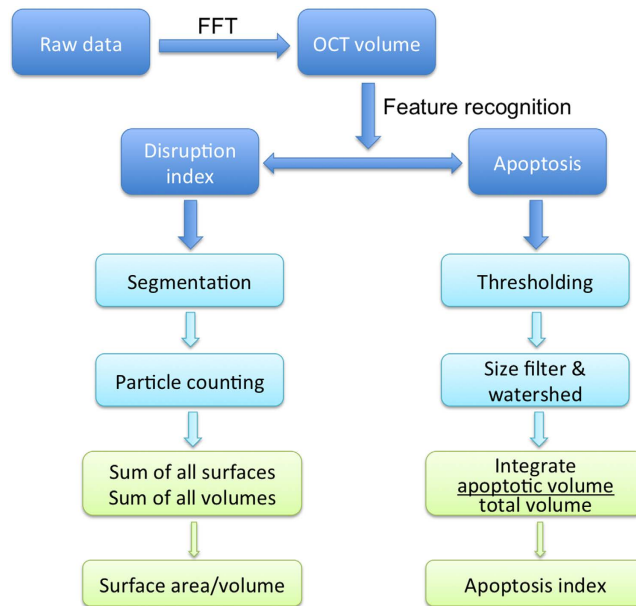 Raw data
FFT
OCT volume
Feature recognition
Disruption
index
Apoptosis
Segmentation
Thresholding
Particle counting
Size filter &
watershed
Sum of all surfaces
Sum of all volumes
Integrate
apoptotic volume
total volume
Surface area/volume
Apoptosis index